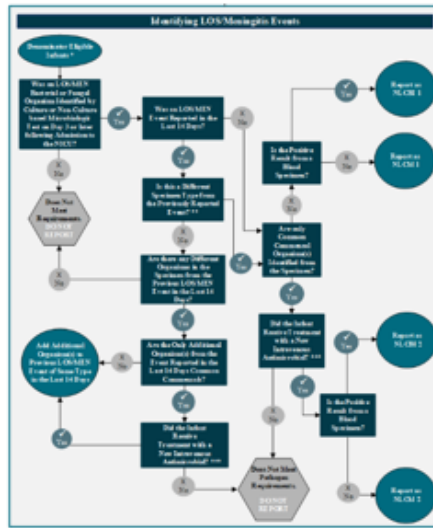 Identifying LOS/Meningitis Events
Denominator Eligible
Infants *
Was an LOS/MEN
Bacterial or Fungal
Organism Identified by
Culture or Non-Culture
based Microbiologic
Test on Day 3 or later
following Admission to
the NICU?
Yes
No
Does Not
Meet
Requirements
DO NOT
REPORT
Was an LOS/MEN
Event Reported in the
Last 14 Days?
No
Yes
Is this a Different
Specimen Type from
the Previously Reported
Event? **
Yes
No
Are there any Different
Organisms in the
Specimen from the
Previous LOS/MEN
Event in the Last 14
Days?
No
Yes
Are the Only Additional
Organism(s) from the
Event Reported in the
Last 14 Days Common
Commensals?
No
Yes
Add Additional
Organism(s) to
Previous LOS/MEN
Event of Same Type
in the Last 14 Days
Did the Infant
Receive
Treatment with a
New Intravenous
Antimicrobial? ***
Yes
No
Are only
Common
Commensal
Organism(s)
Identified from
the Specimen?
No
Yes
Is the Positive
Result from a
Blood
Specimen?
Yes
No
Report as
NLCBI 1
Report as
NLCM 1
Did the Infant
Receive Treatment
with a New
Intravenous
Antimicrobial? ***
Yes
No
Does Not Meet
Pathogen
Requirements
DO NOT
REPORT
Is the Positive
Result from a
Blood
Specimen?
Yes
No
Report as
NLCBI 2
Report as
NLCM 2